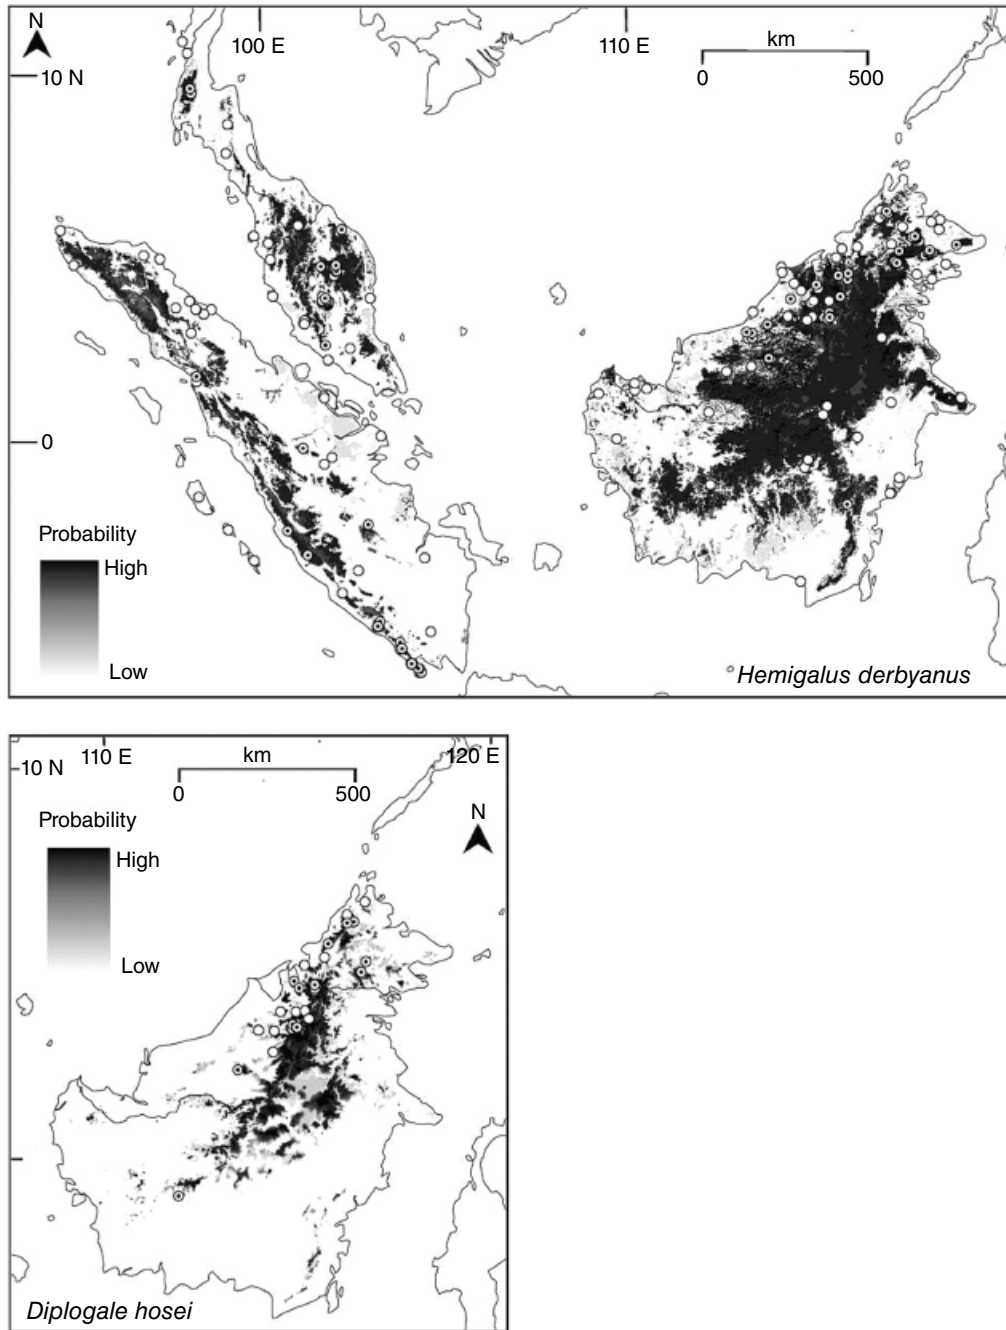 N
100 E
110 E
km
0 500
10 N
0
Probability
High
Low
Hemigalus derbyanus
110 E
120 E
10 N
km
0 500
N
Probability
High
Low
Diplogale hosei